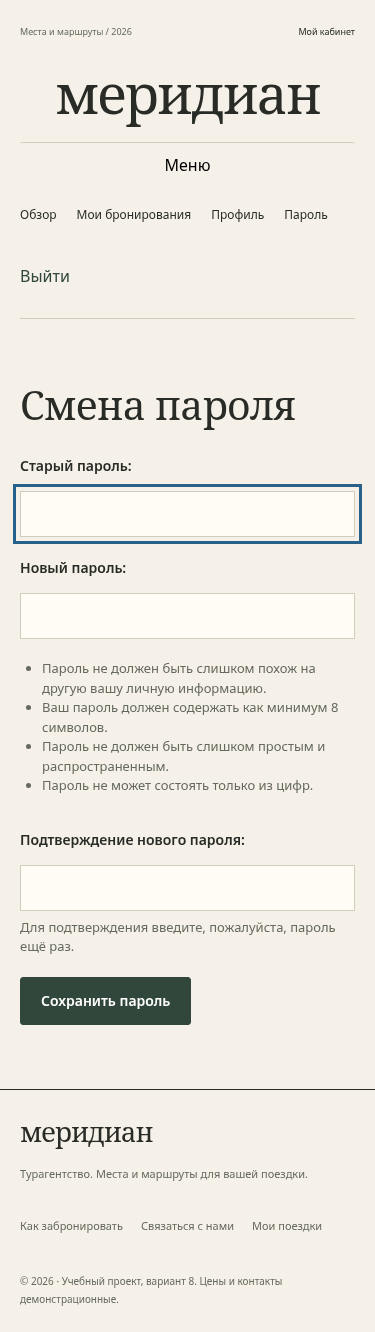 Места и маршруты / 2026 Мой кабинет
меридиан
Меню
Обзор Мои бронирования Профиль Пароль
Выйти
Смена пароля
Старый пароль:
Новый пароль:
Пароль не должен быть слишком похож на
другую вашу личную информацию.
Ваш пароль должен содержать как минимум 8
символов.
Пароль не должен быть слишком простым и
распространенным.
Пароль не может состоять только из цифр.
Подтверждение нового пароля:
Для подтверждения введите, пожалуйста, пароль
ещё раз.
Сохранить пароль
меридиан
Турагентство. Места и маршруты для вашей поездки.
Как забронировать Связаться с нами Мои поездки
© 2026 · Учебный проект, вариант 8. Цены и контакты
демонстрационные.